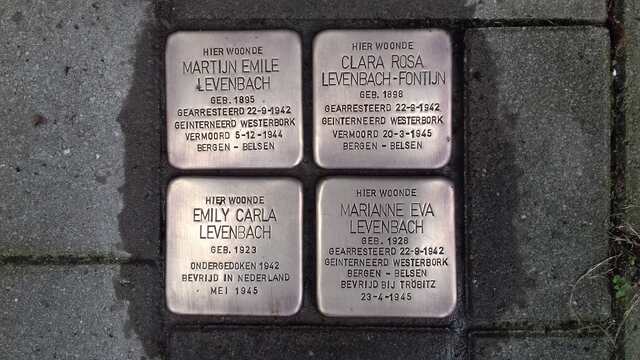 HIER WOONDE
MARTIJN EMILE
LEVENBACH
GEB. 1895
GEARRESTEERD 22-9-1942
GEINTERNEERD WESTERBORK
VERMOORD 5-12-1944
BERGEN - BELSEN
HIER WOONDE
CLARA ROSA
LEVENBACH-FONTIJN
GEB. 1898
GEARRESTEERD 22-9-1942
GEINTERNEERD WESTERBORK
VERMOORD 20-3-1945
BERGEN - BELSEN
HIER WOONDE
EMILY CARLA
LEVENBACH
GEB. 1923
ONDERGEDOKEN 1942
BEVRIJD IN NEDERLAND
MEI 1945
HIER WOONDE
MARIANNE EVA
LEVENBACH
GEB. 1928
GEARRESTEERD 22-9-1942
GEINTERNEERD WESTERBORK
BERGEN - BELSEN
BEVRIJD BIJ TRÖBITZ
23-4-1945